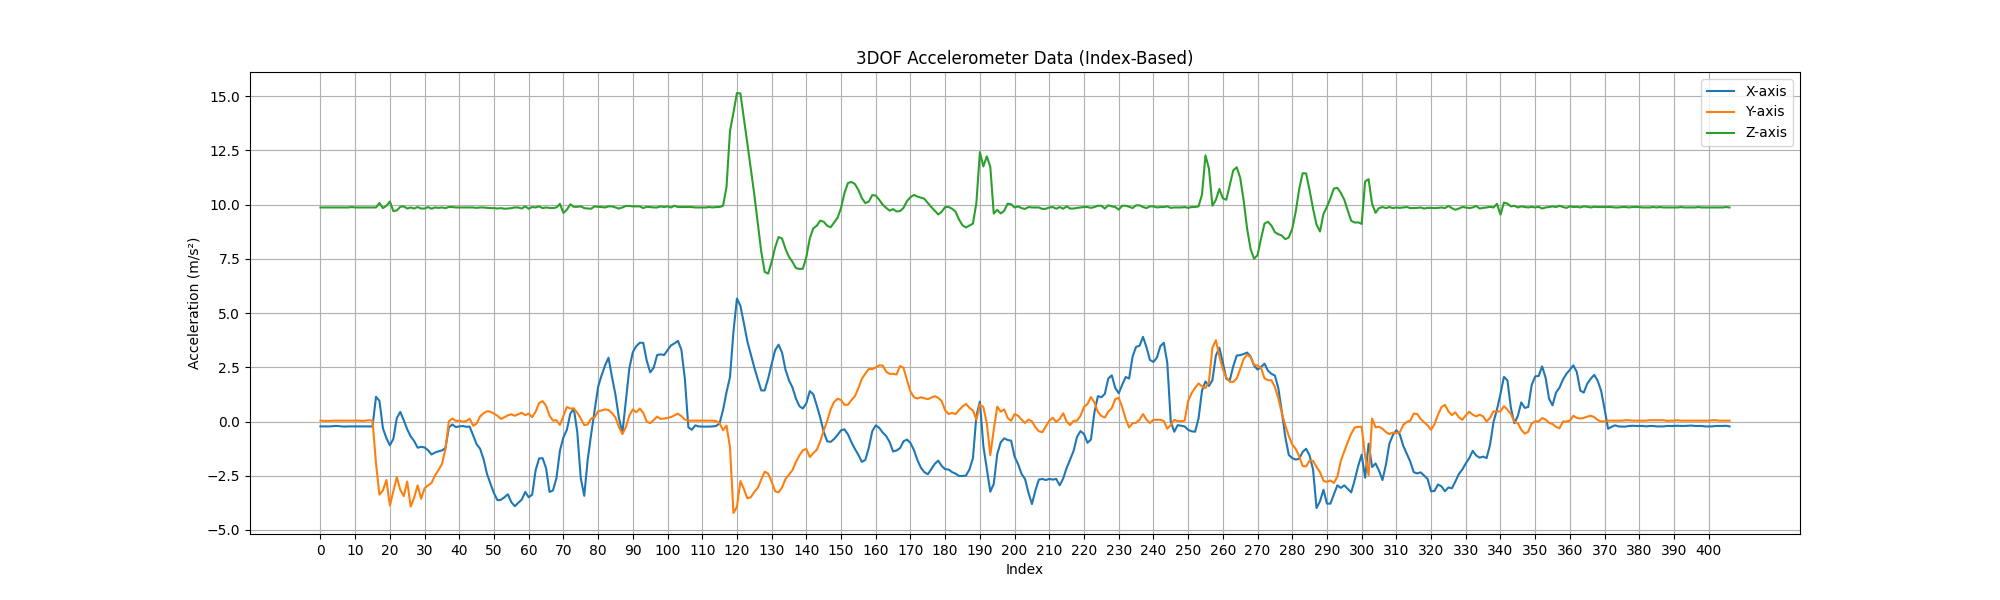 3DOF Accelerometer Data (Index-Based)
X-axis
Y-axis
Z-axis
Acceleration (m/s²)
15.0
12.5
10.0
7.5
5.0
2.5
0.0
−2.5
−5.0
0 10 20 30 40 50 60 70 80 90 100 110 120 130 140 150 160 170 180 190 200 210 220 230 240 250 260 270 280 290 300 310 320 330 340 350 360 370 380 390 400
Index